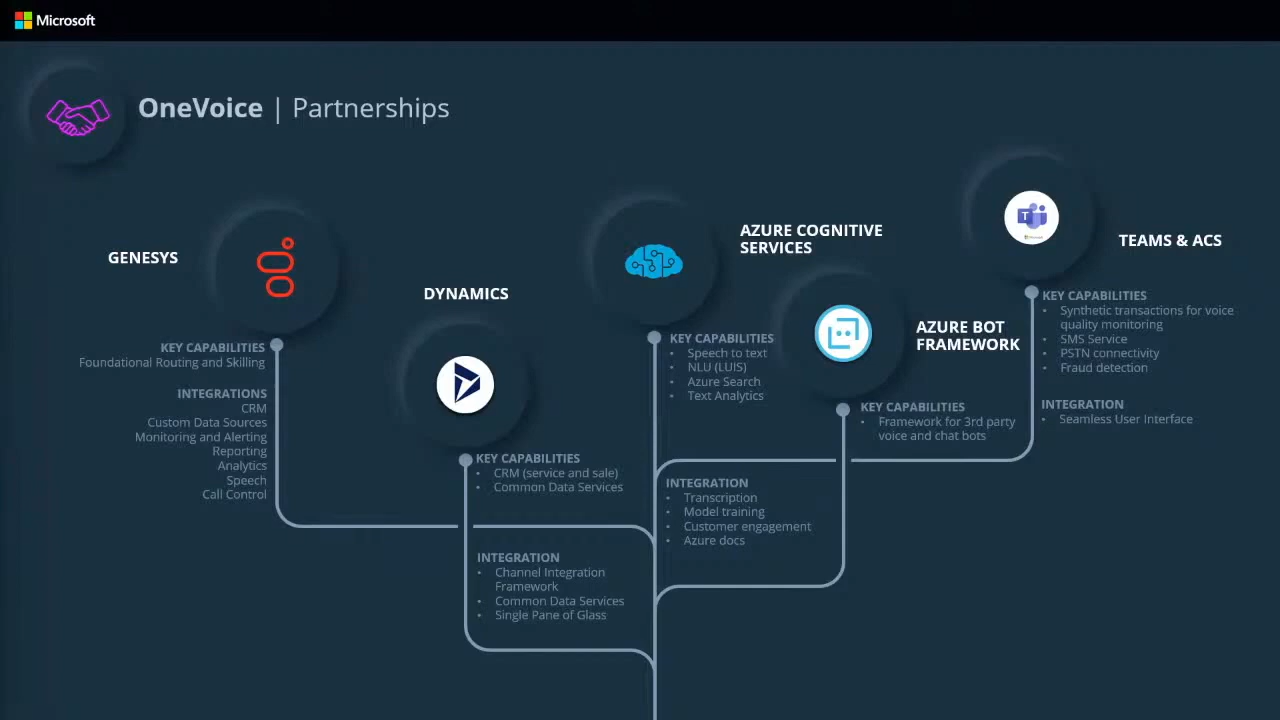 Microsoft
OneVoice | Partnerships
GENESYS
KEY CAPABILITIES
Foundational Routing and Skilling
INTEGRATIONS
CRM
Custom Data Sources
Monitoring and Alerting
Reporting
Analytics
Speech
Call Control
DYNAMICS
KEY CAPABILITIES
• CRM (service and sale)
• Common Data Services
INTEGRATION
• Channel Integration
Framework
• Common Data Services
• Single Pane of Glass
AZURE COGNITIVE
SERVICES
KEY CAPABILITIES
• Speech to text
• NLU (LUIS)
• Azure Search
• Text Analytics
INTEGRATION
• Transcription
• Model training
• Customer engagement
• Azure docs
AZURE BOT
FRAMEWORK
KEY CAPABILITIES
• Framework for 3rd party
voice and chat bots
T
TEAMS & ACS
KEY CAPABILITIES
• Synthetic transactions for voice
quality monitoring
• SMS Service
• PSTN connectivity
• Fraud detection
INTEGRATION
• Seamless User Interface